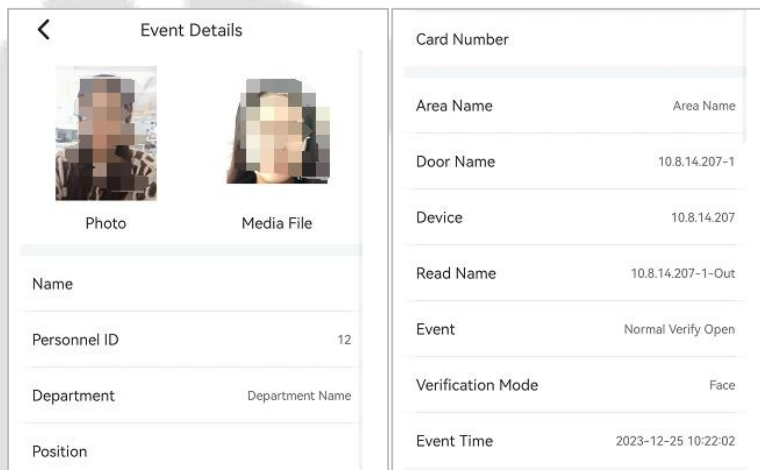 Event Details
Photo
Media File
Name
Personnel ID 12
Department Department Name
Position
Card Number
Area Name Area Name
Door Name 10.8.14.207-1
Device 10.8.14.207
Read Name 10.8.14.207-1-Out
Event Normal Verify Open
Verification Mode Face
Event Time 2023-12-25 10:22:02